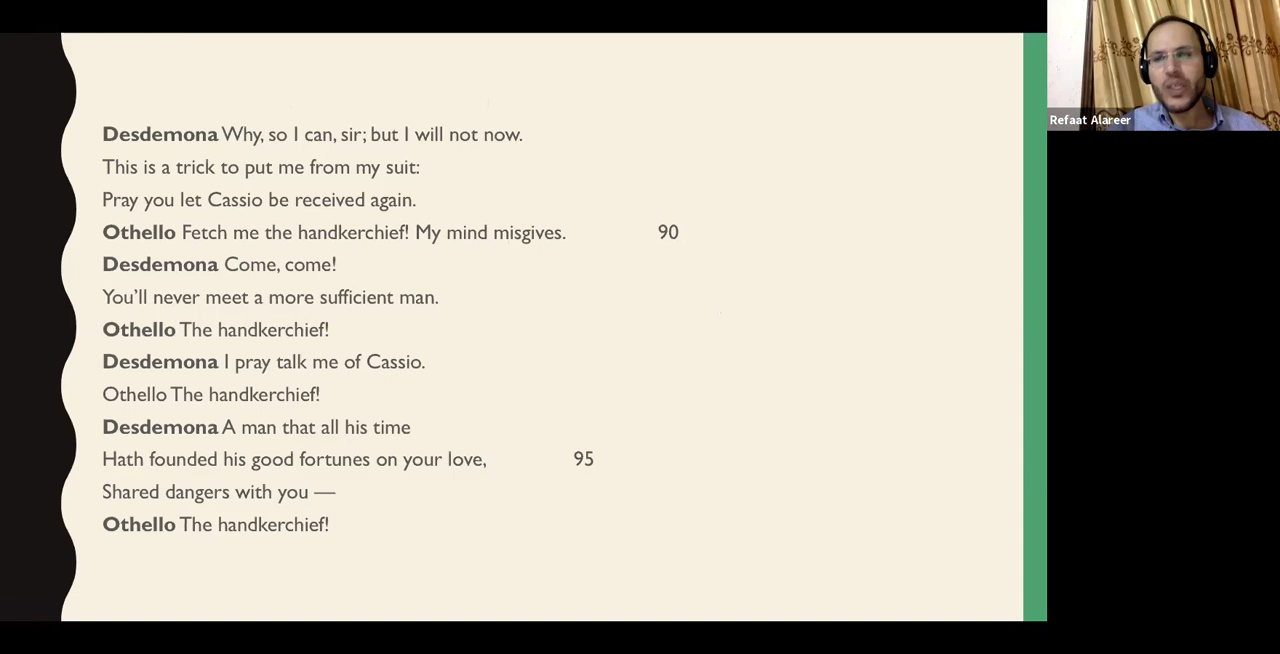 Desdemona Why, so I can, sir; but I will not now.
This is a trick to put me from my suit:
Pray you let Cassio be received again.
Othello Fetch me the handkerchief! My mind misgives. 90
Desdemona Come, come!
You'll never meet a more sufficient man.
Othello The handkerchief!
Desdemona I pray talk me of Cassio.
Othello The handkerchief!
Desdemona A man that all his time
Hath founded his good fortunes on your love, 95
Shared dangers with you —
Othello The handkerchief!
Refaat Alareer